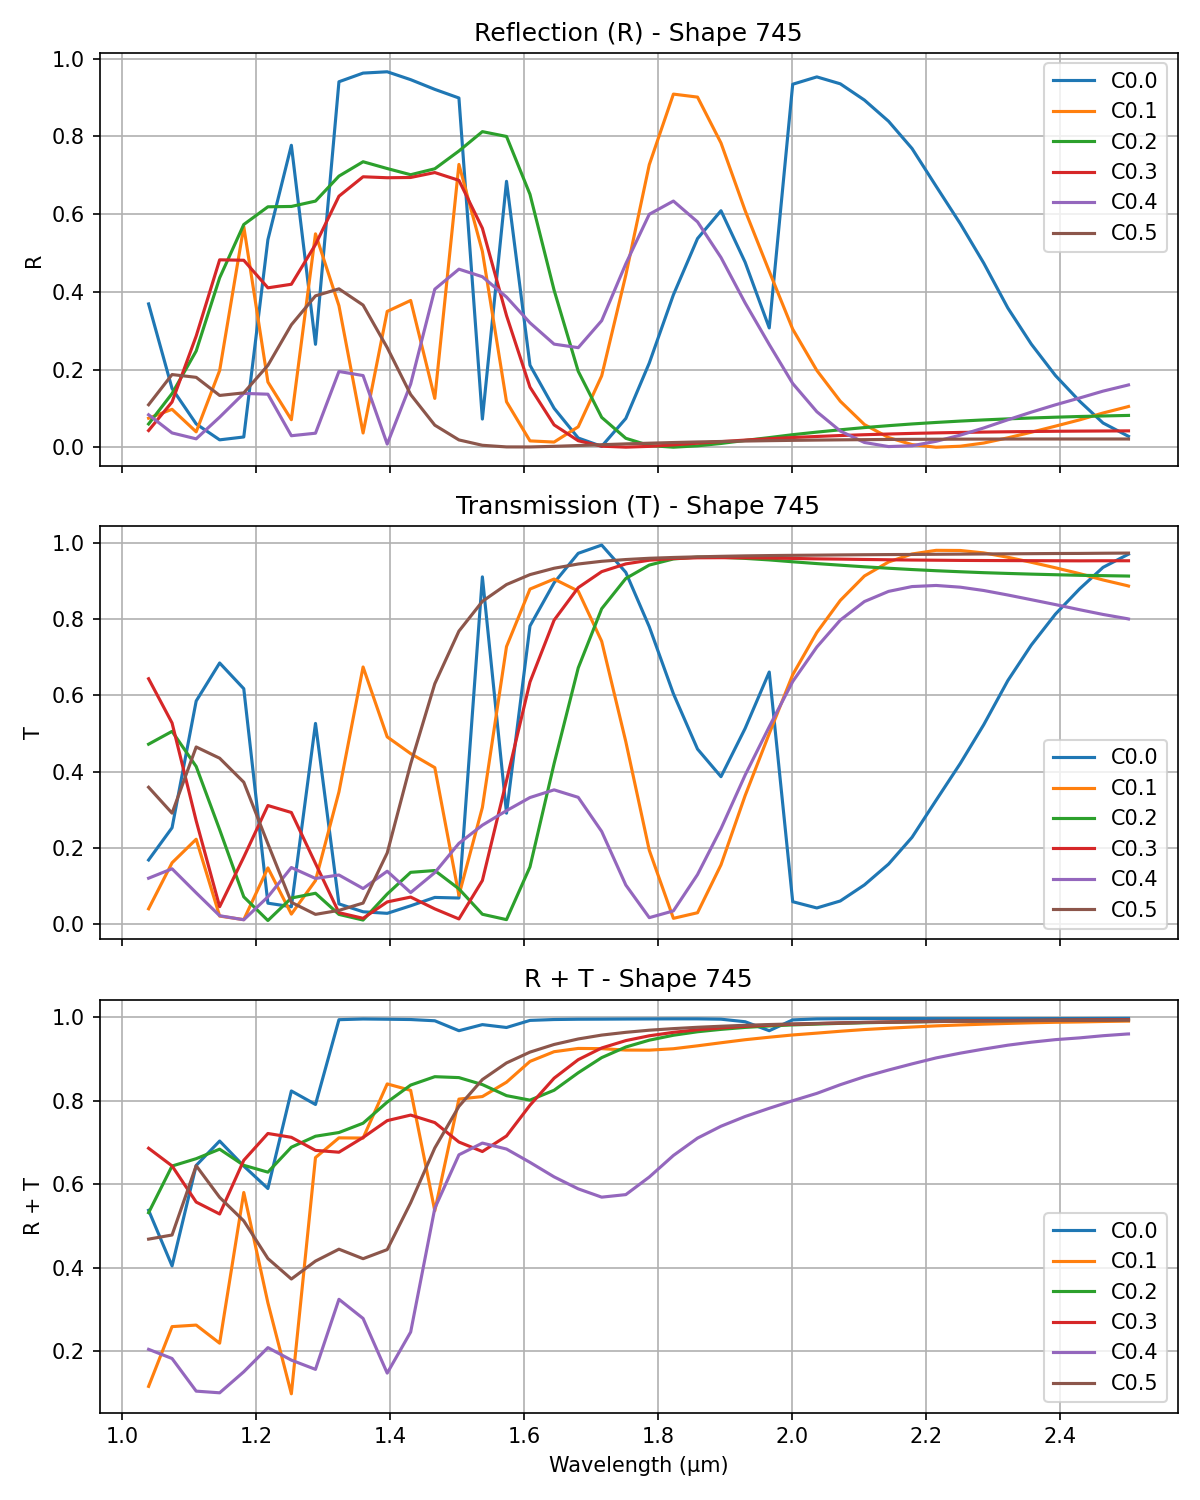 Reflection (R) - Shape 745
1.0
0.8
0.6
0.4
0.2
0.0
R
C0.0
C0.1
C0.2
C0.3
C0.4
C0.5
Transmission (T) - Shape 745
1.0
0.8
0.6
0.4
0.2
0.0
T
C0.0
C0.1
C0.2
C0.3
C0.4
C0.5
R + T - Shape 745
1.0
0.8
0.6
0.4
0.2
R + T
C0.0
C0.1
C0.2
C0.3
C0.4
C0.5
1.0 1.2 1.4 1.6 1.8 2.0 2.2 2.4
Wavelength (μm)